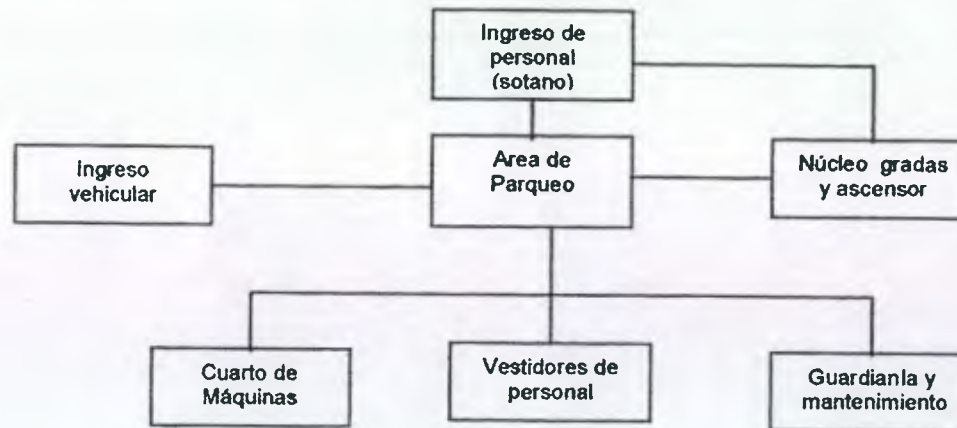 Ingreso de
personal
(sotano)
Ingreso
vehicular
Area de
Parqueo
Núcleo gradas
y ascensor
Cuarto de
Máquinas
Vestidores de
personal
Guardianla y
mantenimiento